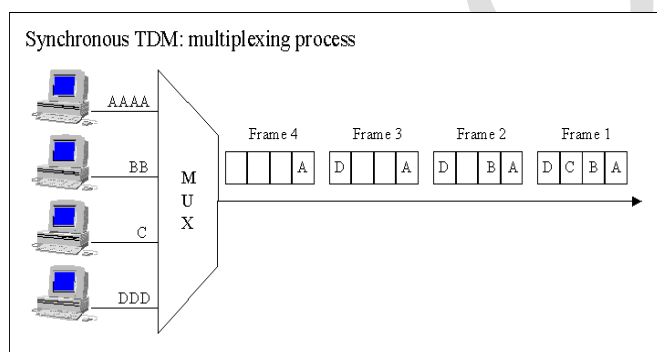 Synchronous TDM: multiplexing process
AAAA
BB
C
DDD
M
U
X
Frame 4 Frame 3 Frame 2 Frame 1
A D A D B A D C B A